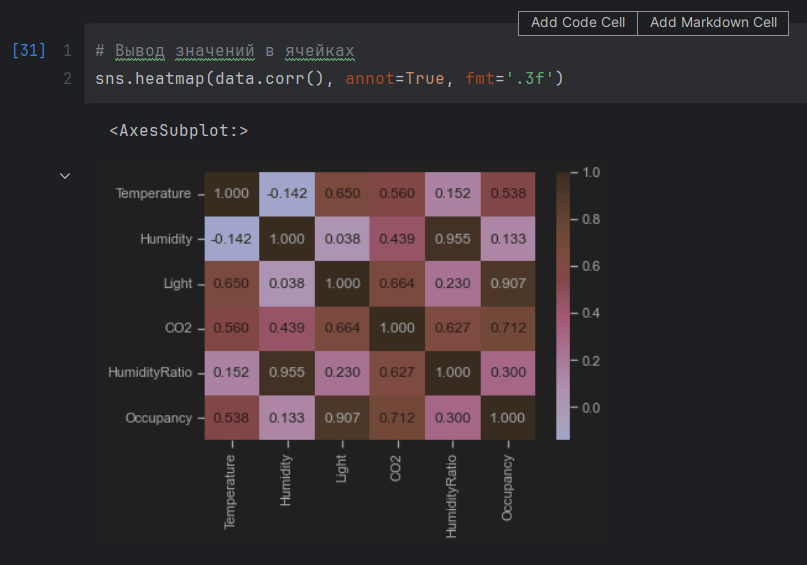 Add Code Cell Add Markdown Cell
[31] 1 # Вывод значений в ячейках
2 sns.heatmap(data.corr(), annot=True, fmt='.3f')
<AxesSubplot:>
1.0
Temperature 1.000 -0.142 0.650 0.560 0.152 0.538
0.8
Humidity -0.142 1.000 0.038 0.439 0.955 0.133
0.6
Light 0.650 0.038 1.000 0.664 0.230 0.907
0.4
CO2 0.560 0.439 0.664 1.000 0.627 0.712
0.2
HumidityRatio 0.152 0.955 0.230 0.627 1.000 0.300
0.0
Occupancy 0.538 0.133 0.907 0.712 0.300 1.000
Temperature
Humidity
Light
CO2
HumidityRatio
Occupancy